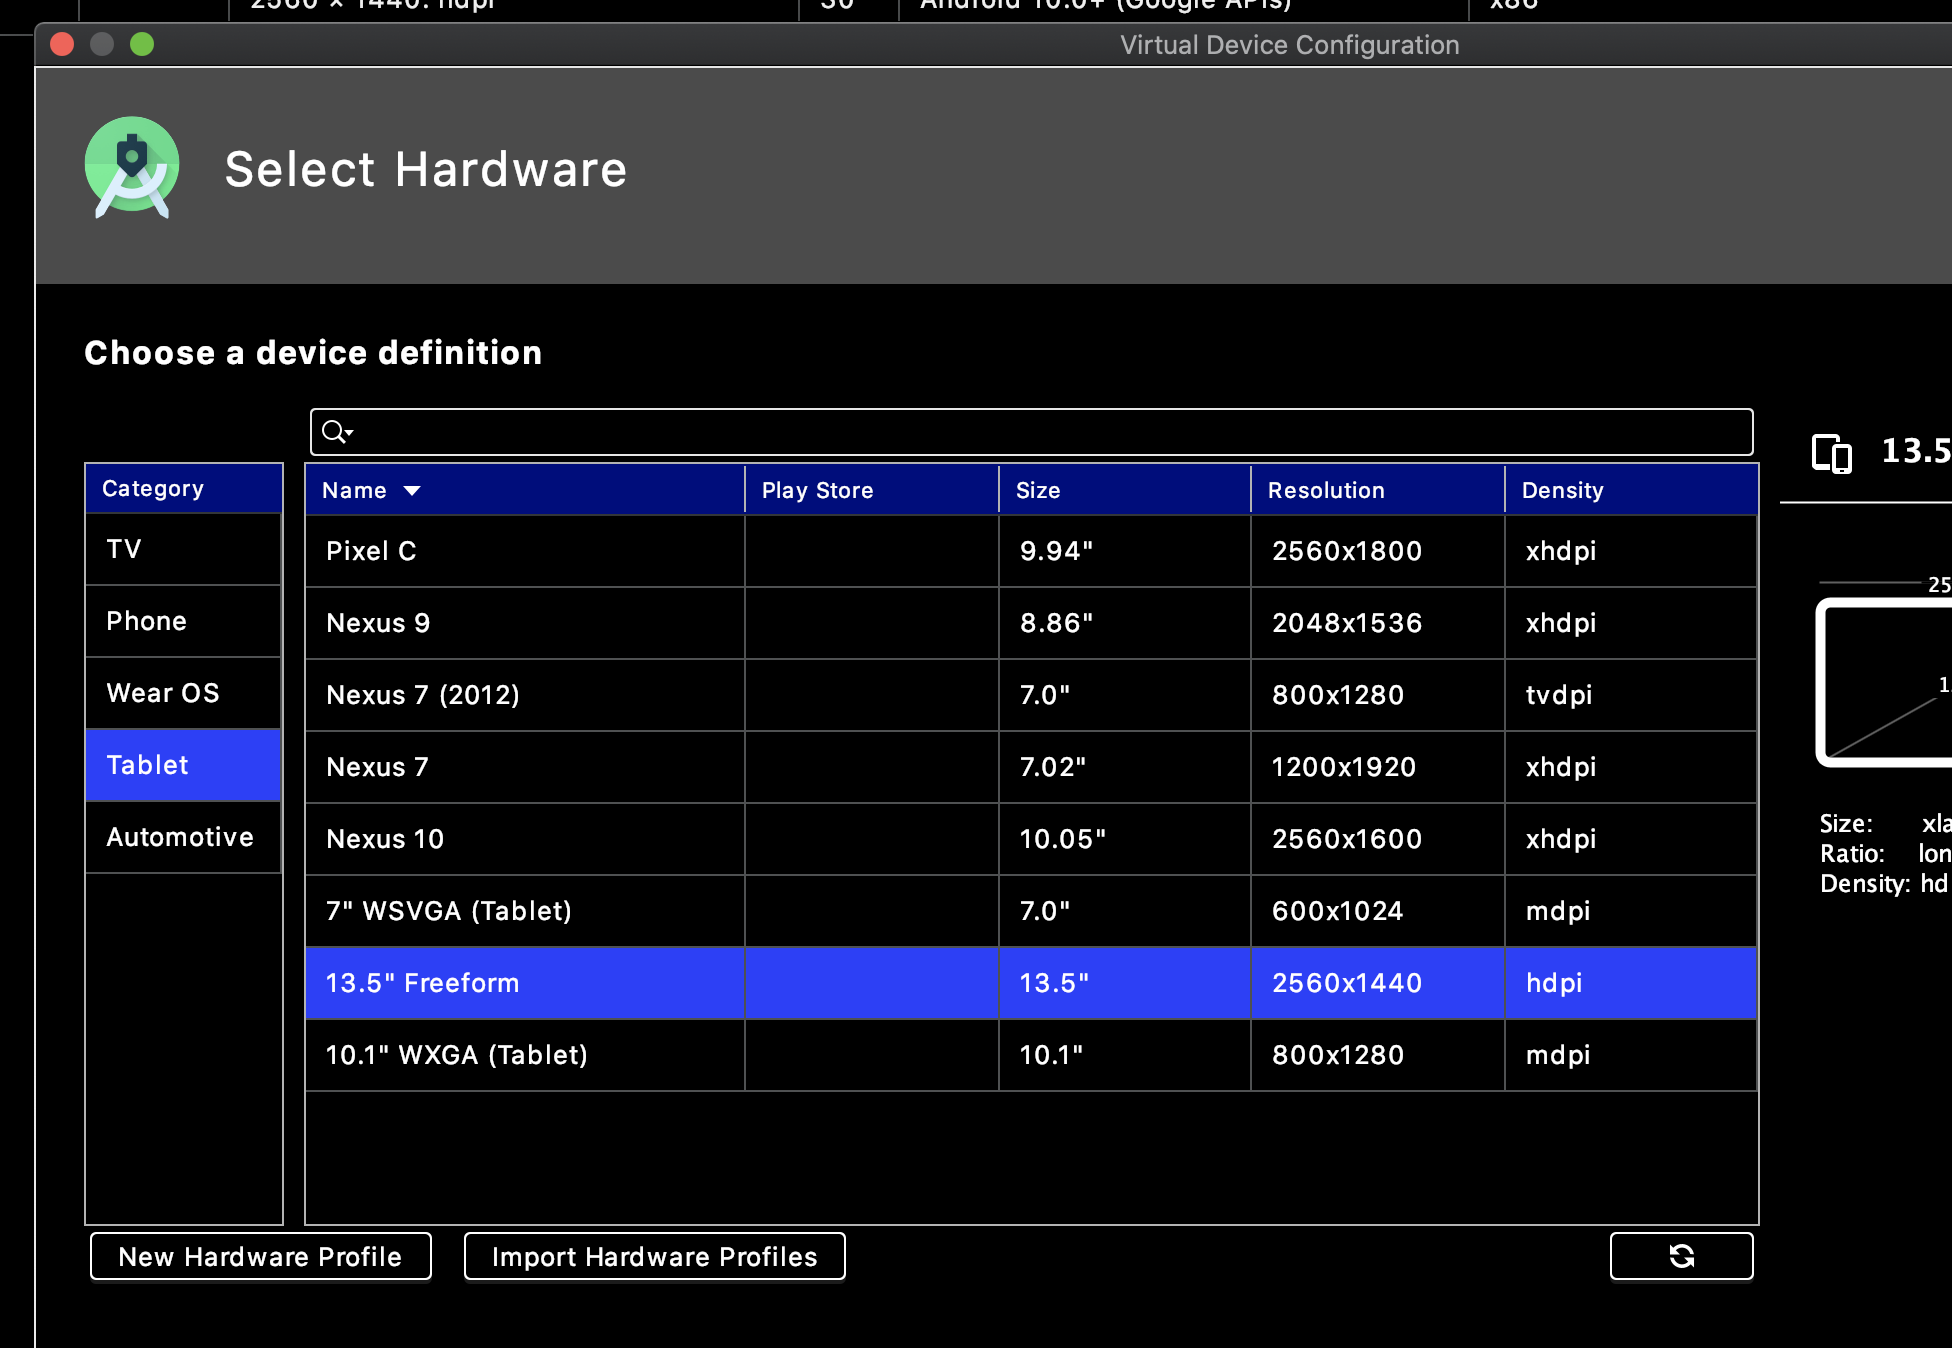 2560 × 1440: hdpi 30 Android 10.0+ (Google APIs) x86
Virtual Device Configuration
Select Hardware
Choose a device definition
13.5
Category
Name Play Store Size Resolution Density
TV
Phone
Wear OS
Tablet
Automotive
Pixel C 9.94" 2560x1800 xhdpi
Nexus 9 8.86" 2048x1536 xhdpi
Nexus 7 (2012) 7.0" 800x1280 tvdpi
Nexus 7 7.02" 1200x1920 xhdpi
Nexus 10 10.05" 2560x1600 xhdpi
7" WSVGA (Tablet) 7.0" 600x1024 mdpi
13.5" Freeform 13.5" 2560x1440 hdpi
10.1" WXGA (Tablet) 10.1" 800x1280 mdpi
25
1
Size: xla
Ratio: lon
Density: hd
New Hardware Profile
Import Hardware Profiles